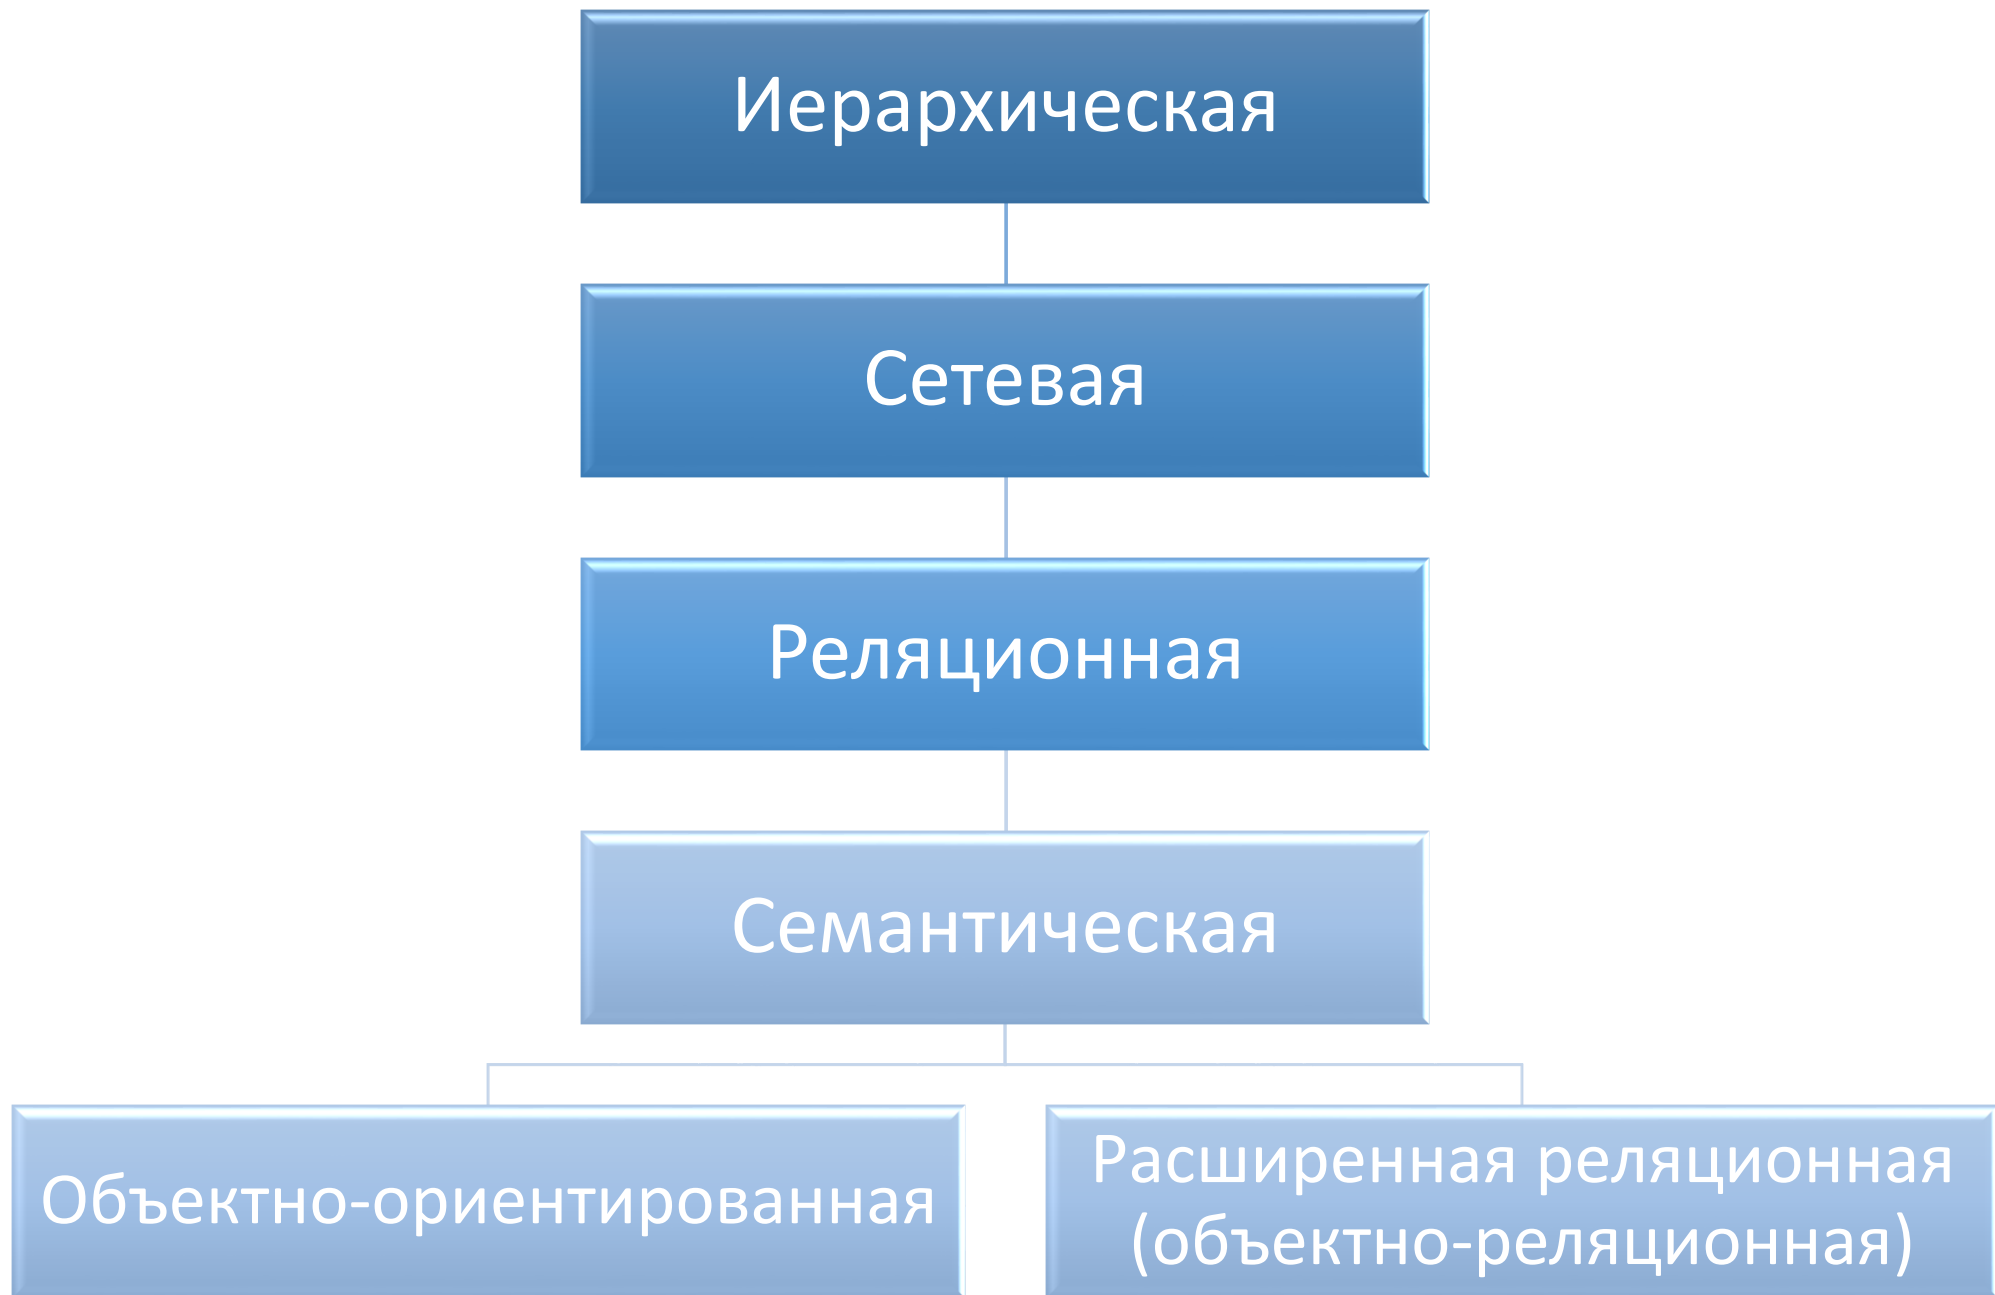 Иерархическая
Сетевая
Реляционная
Семантическая
Объектно-ориентированная
Расширенная реляционная
(объектно-реляционная)